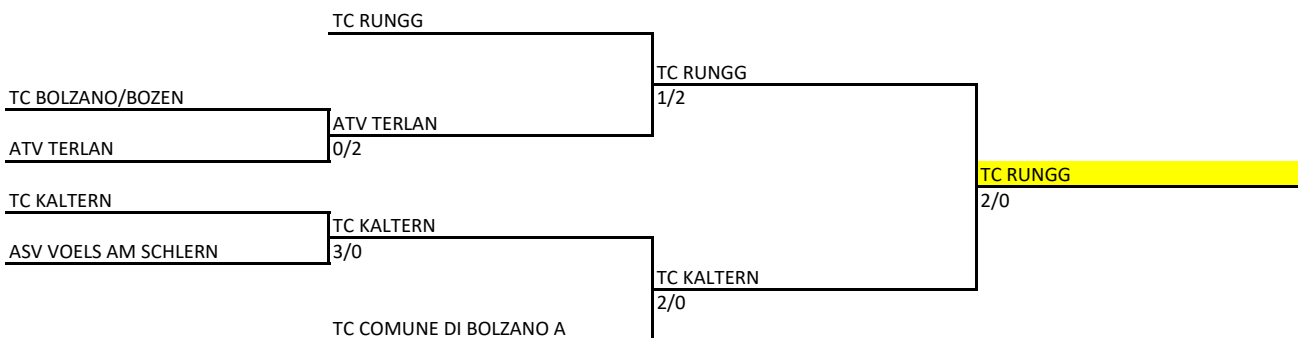 TC RUNGG
TC RUNGG
TC BOLZANO/BOZEN
1/2
ATV TERLAN
ATV TERLAN
0/2
TC RUNGG
TC KALTERN
2/0
TC KALTERN
ASV VOELS AM SCHLERN
3/0
TC KALTERN
2/0
TC COMUNE DI BOLZANO A